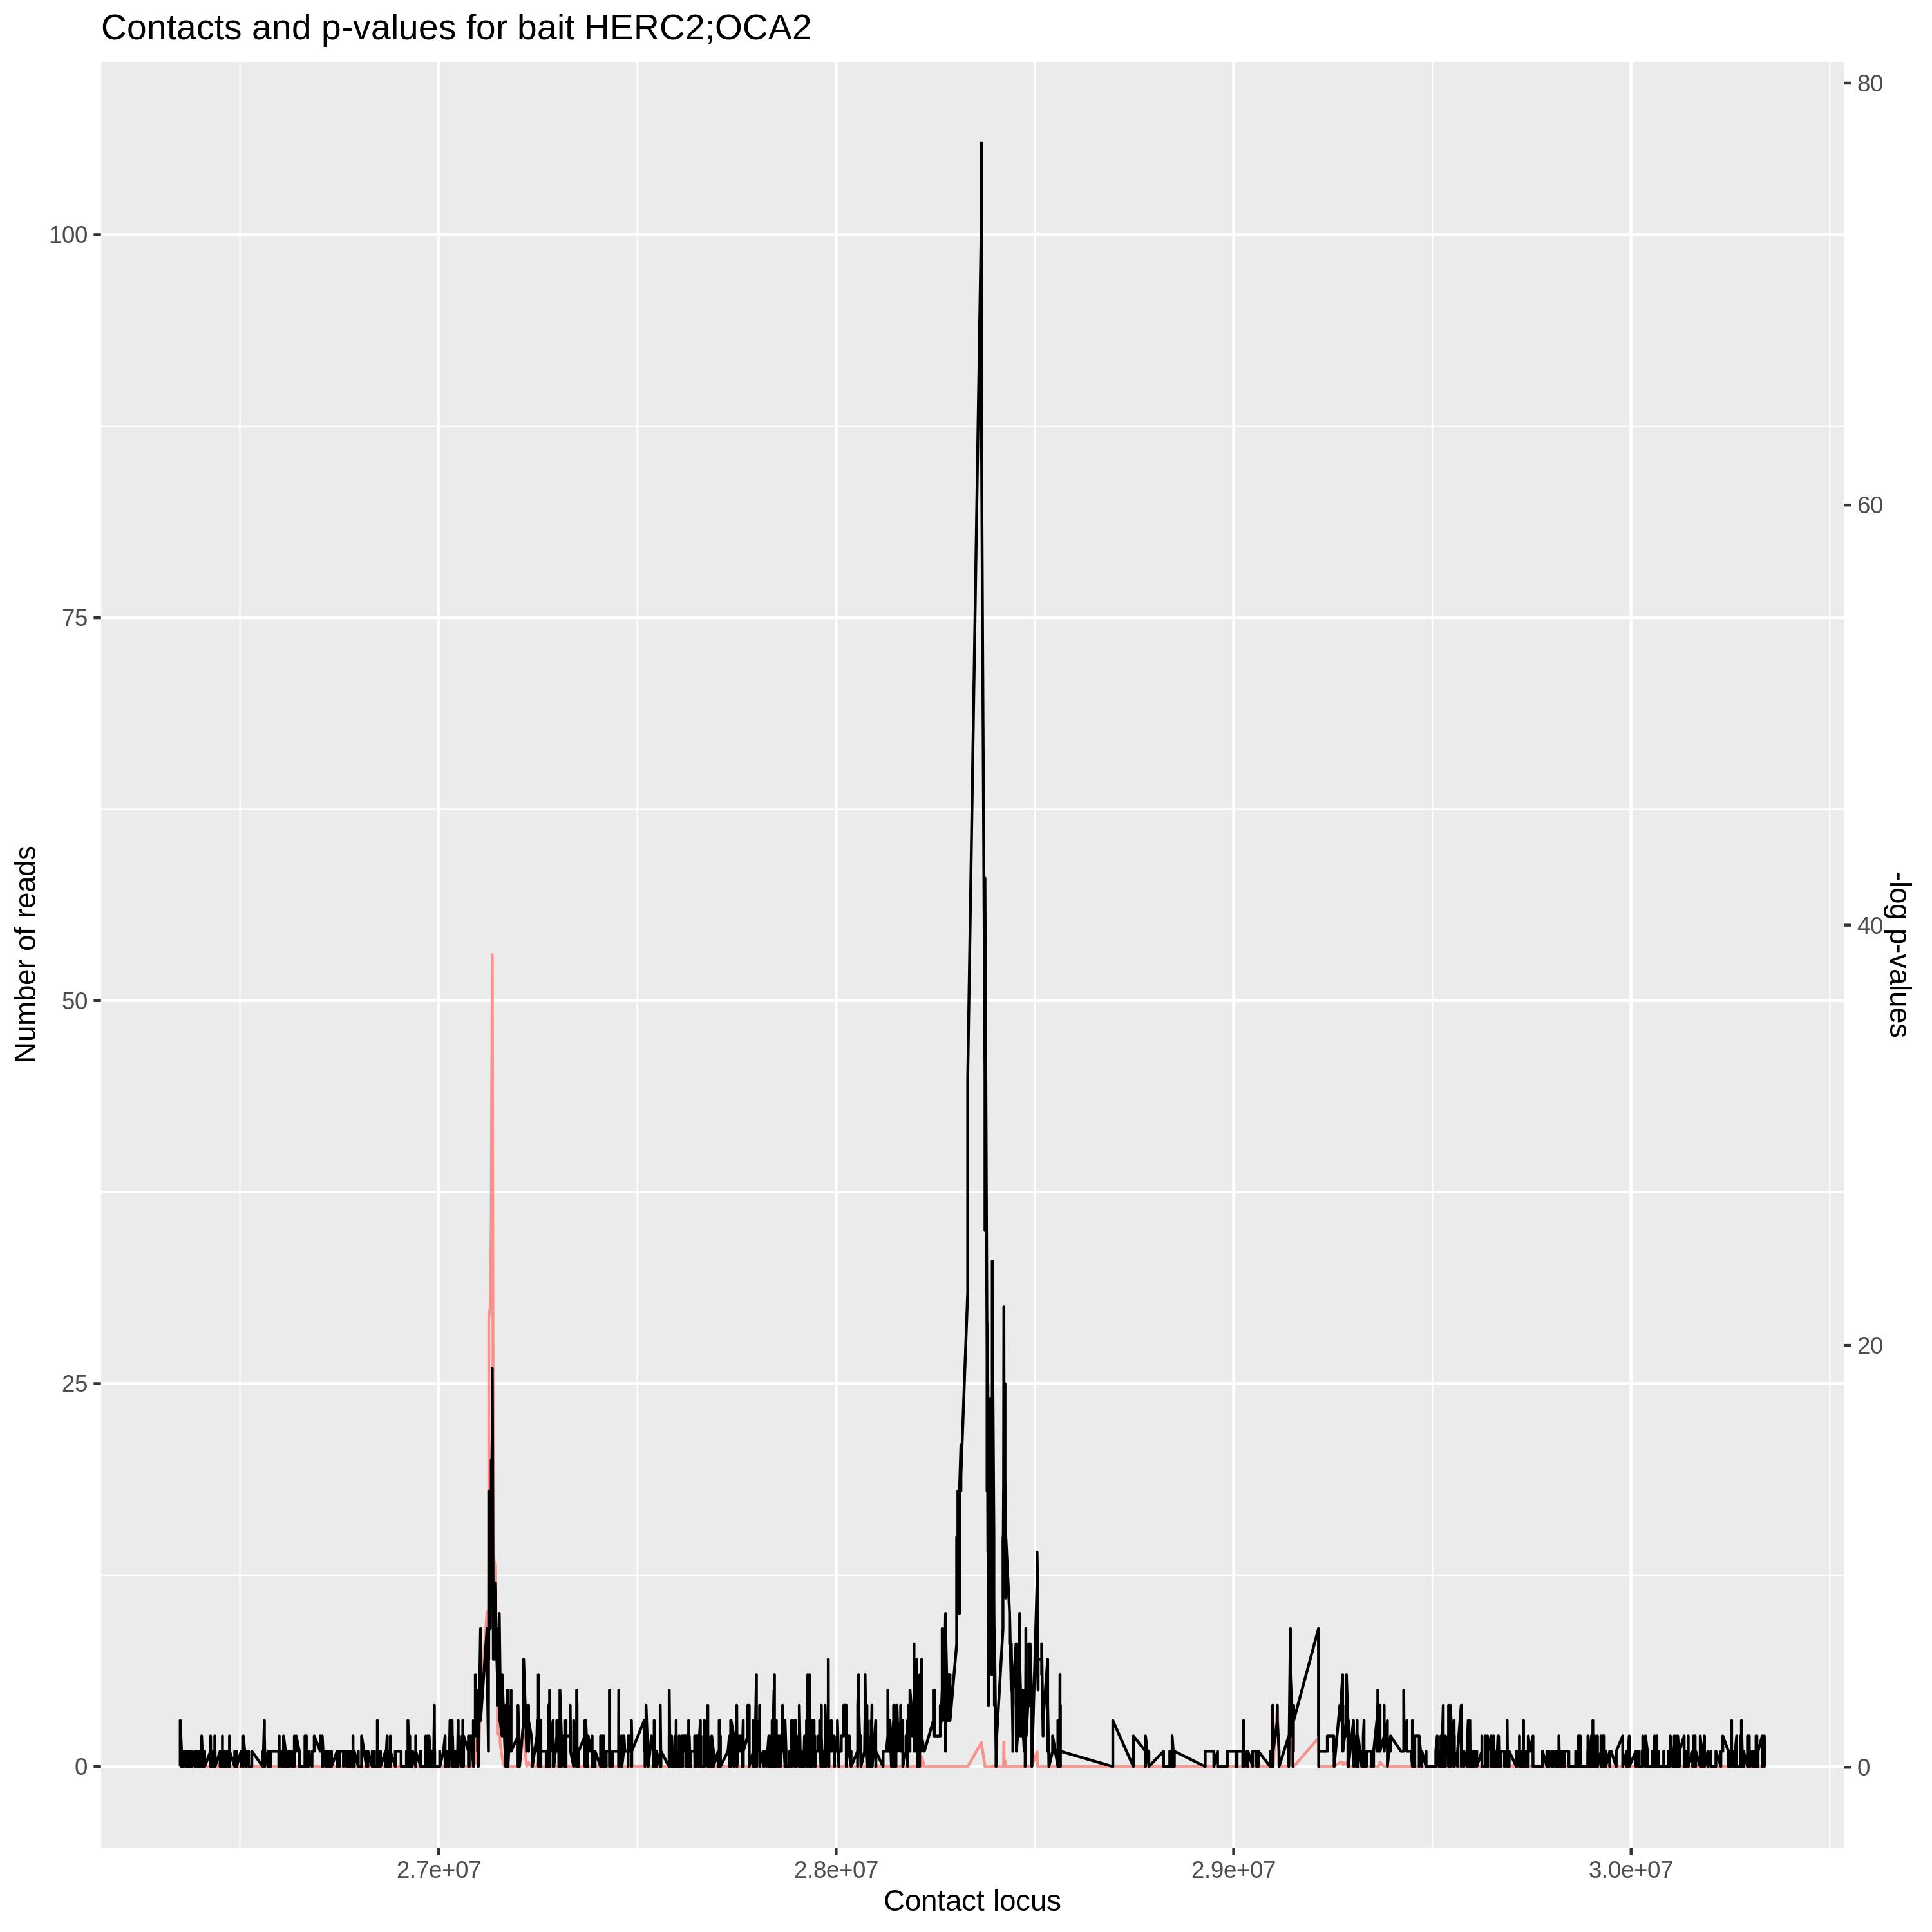 Contacts and p-values for bait HERC2;OCA2
Number of reads
100
75
50
25
0
80
60
40
20
0
-log p-values
2.7e+07
2.8e+07
2.9e+07
3.0e+07
Contact locus